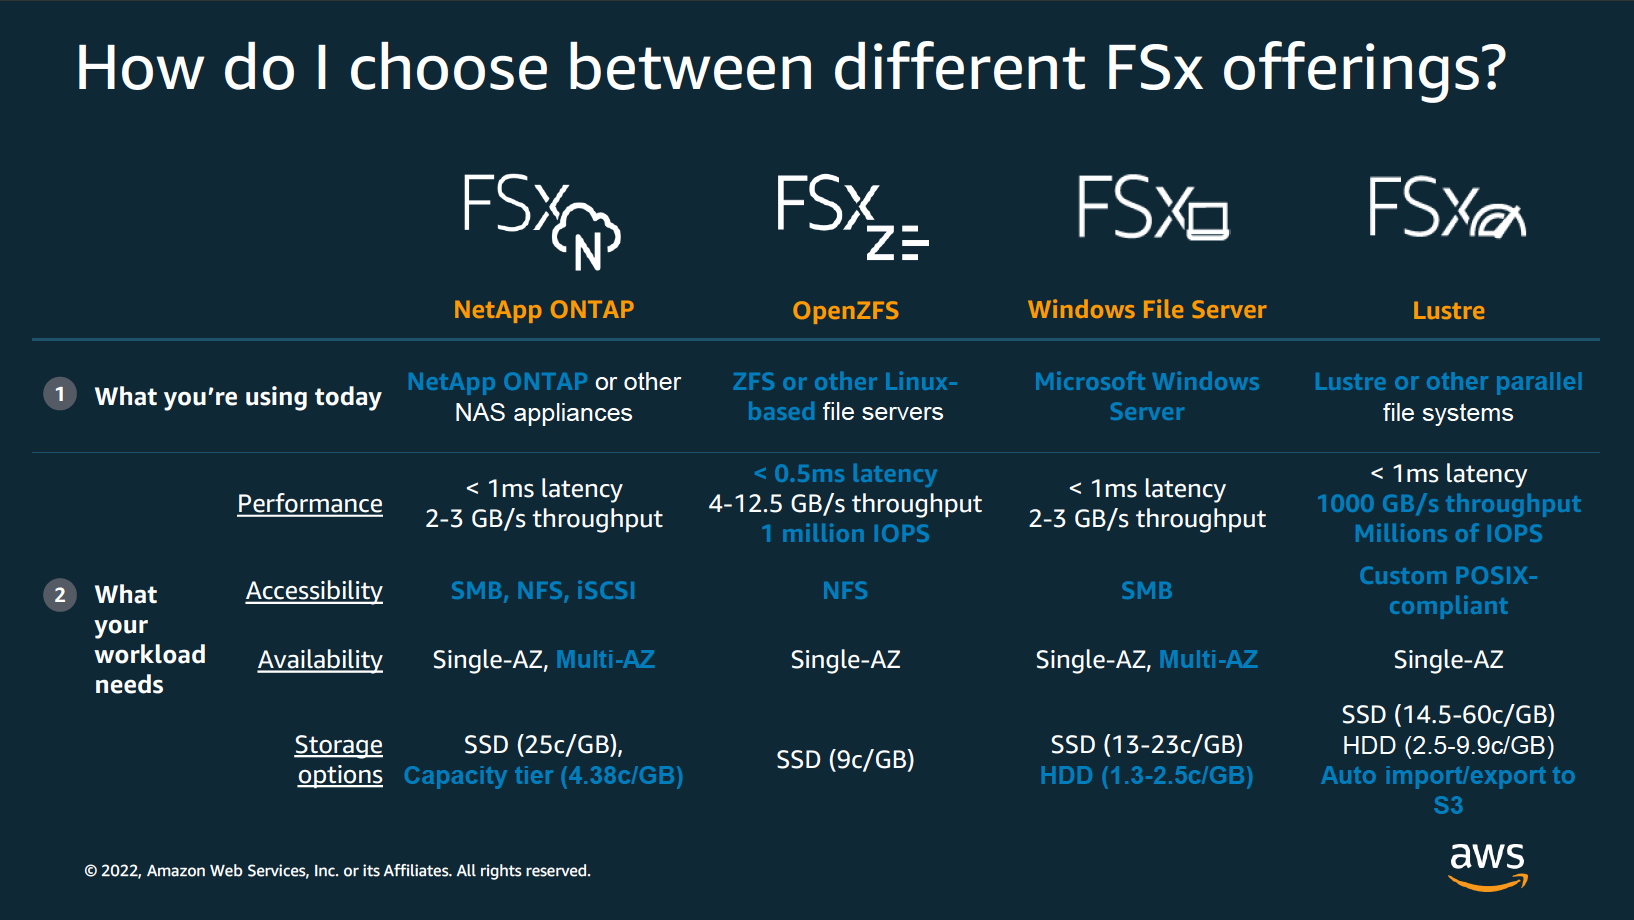 How do I choose between different FSx offerings?
FSx N
FSx Z
FSx
FSx
NetApp ONTAP
OpenZFS
Windows File Server
Lustre
1
What you're using today
NetApp ONTAP or other
NAS appliances
ZFS or other Linux-
based file servers
Microsoft Windows
Server
Lustre or other parallel
file systems
2
What
your
workload
needs
Performance
< 1ms latency
2-3 GB/s throughput
< 0.5ms latency
4-12.5 GB/s throughput
1 million IOPS
< 1ms latency
2-3 GB/s throughput
< 1ms latency
1000 GB/s throughput
Millions of IOPS
Accessibility
SMB, NFS, iSCSI
NFS
SMB
Custom POSIX-
compliant
Availability
Single-AZ, Multi-AZ
Single-AZ
Single-AZ, Multi-AZ
Single-AZ
Storage
options
SSD (25c/GB),
Capacity tier (4.38c/GB)
SSD (9c/GB)
SSD (13-23c/GB)
HDD (1.3-2.5c/GB)
SSD (14.5-60c/GB)
HDD (2.5-9.9c/GB)
Auto import/export to
S3
© 2022, Amazon Web Services, Inc. or its Affiliates. All rights reserved.
aws